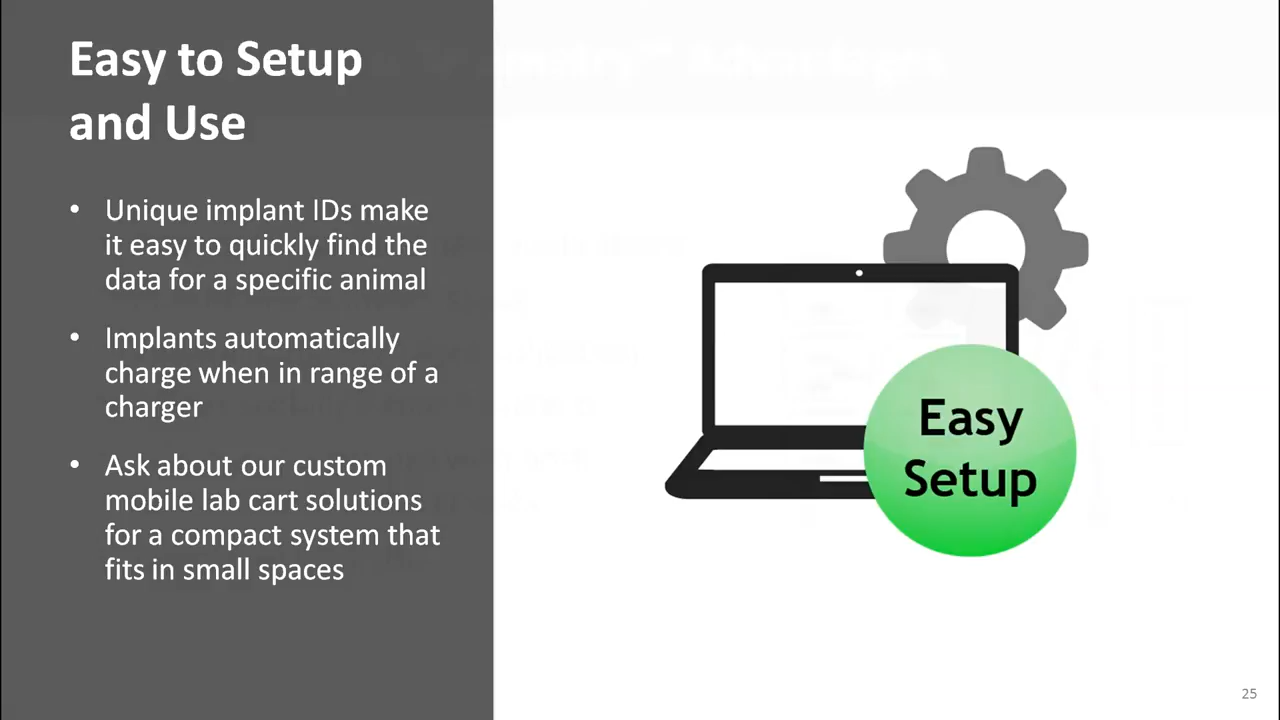 Easy to Setup
and Use
• Unique implant IDs make
it easy to quickly find the
data for a specific animal
• Implants automatically
charge when in range of a
charger
• Ask about our custom
mobile lab cart solutions
for a compact system that
fits in small spaces
Easy
Setup
25